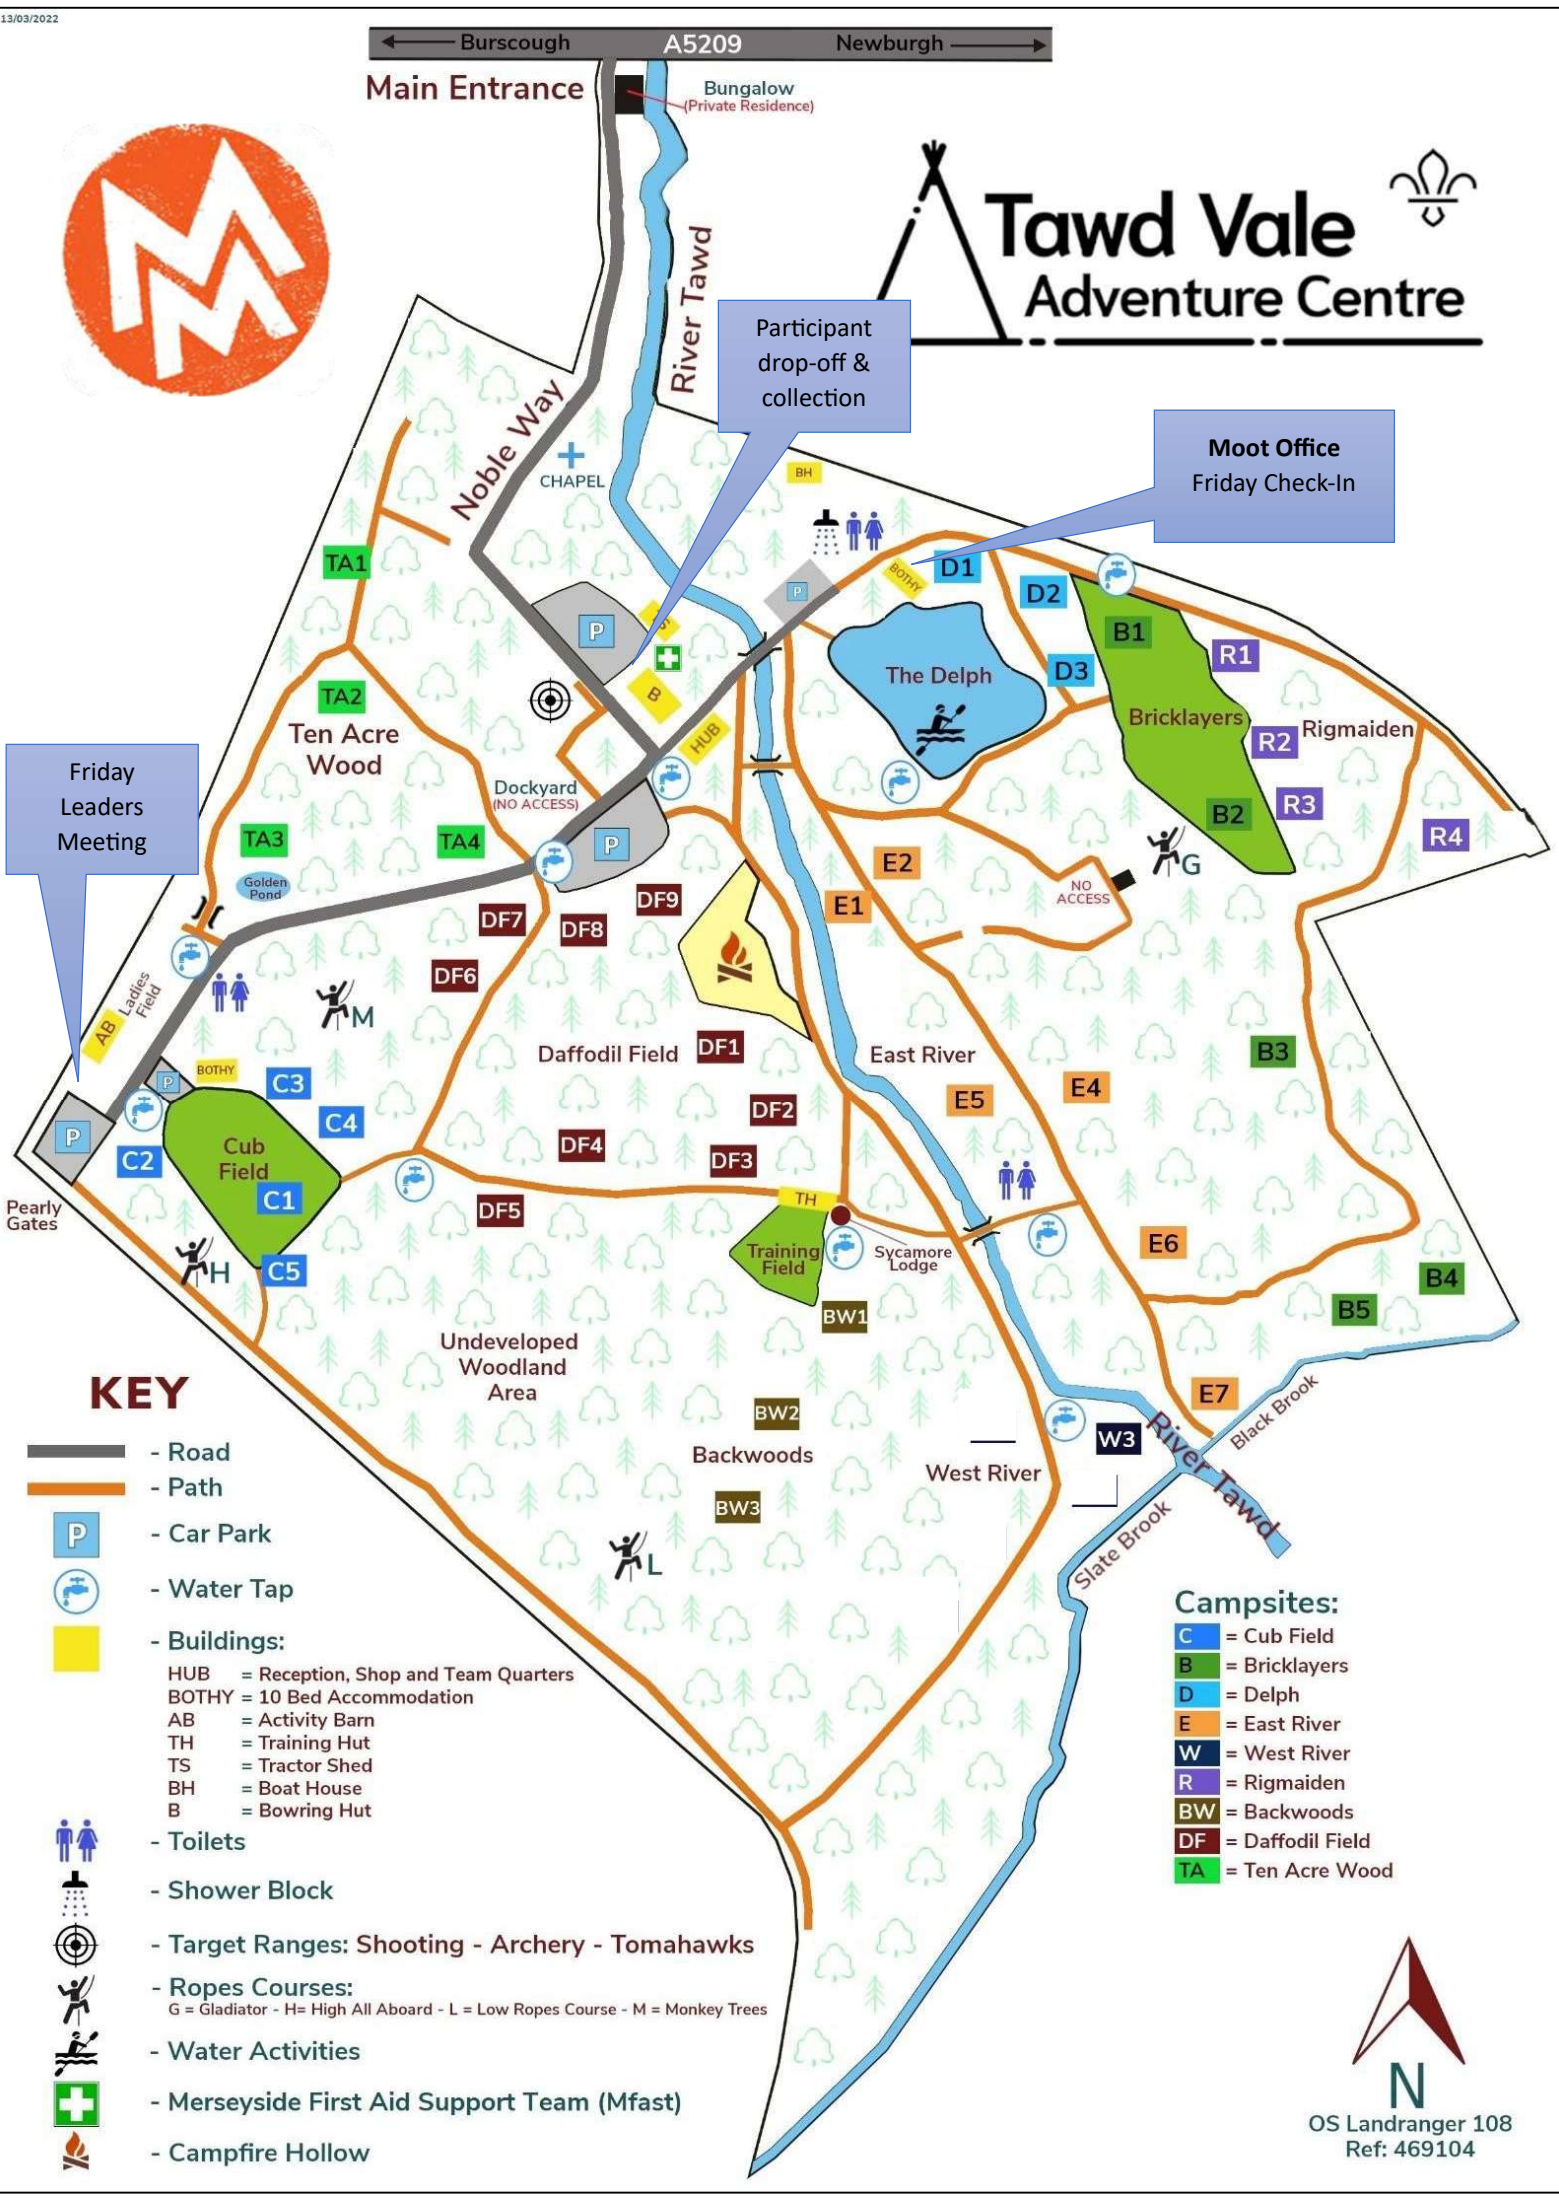 13/03/2022
Burscough A5209 Newburgh
Main Entrance
Bungalow
(Private Residence)
MM
Tawd Vale
Adventure Centre
River Tawd
Participant
drop-off &
collection
Noble Way
CHAPEL
Moot Office
Friday Check-In
BH
BOTHY
D1
D2
D3
TA1
TA2
P
P
B
HUB
The Delph
B1
R1
Bricklayers
R2
Rigmaiden
B2
R3
R4
Ten Acre
Wood
Friday
Leaders
Meeting
Dockyard
(NO ACCESS)
P
TA3
TA4
Golden
Pond
G
NO
ACCESS
E2
E1
DF9
DF7
DF8
DF6
M
Ladies
Field
AB
Daffodil Field
DF1
East River
B3
BOTHY
P
C3
C4
DF2
E5
E4
P
C2
Cub
Field
C1
DF4
DF3
Pearly
Gates
DF5
TH
Training
Field
Sycamore
Lodge
E6
H
C5
B4
B5
BW1
Undeveloped
Woodland
Area
E7
Black Brook
BW2
Backwoods
W3
River Tawd
West River
BW3
L
Slate Brook
KEY
- Road
- Path
P - Car Park
- Water Tap
- Buildings:
HUB = Reception, Shop and Team Quarters
BOTHY = 10 Bed Accommodation
AB = Activity Barn
TH = Training Hut
TS = Tractor Shed
BH = Boat House
B = Bowring Hut
- Toilets
- Shower Block
- Target Ranges: Shooting - Archery - Tomahawks
- Ropes Courses:
G = Gladiator - H= High All Aboard - L = Low Ropes Course - M = Monkey Trees
- Water Activities
- Merseyside First Aid Support Team (Mfast)
- Campfire Hollow
Campsites:
C = Cub Field
B = Bricklayers
D = Delph
E = East River
W = West River
R = Rigmaiden
BW = Backwoods
DF = Daffodil Field
TA = Ten Acre Wood
N
OS Landranger 108
Ref: 469104